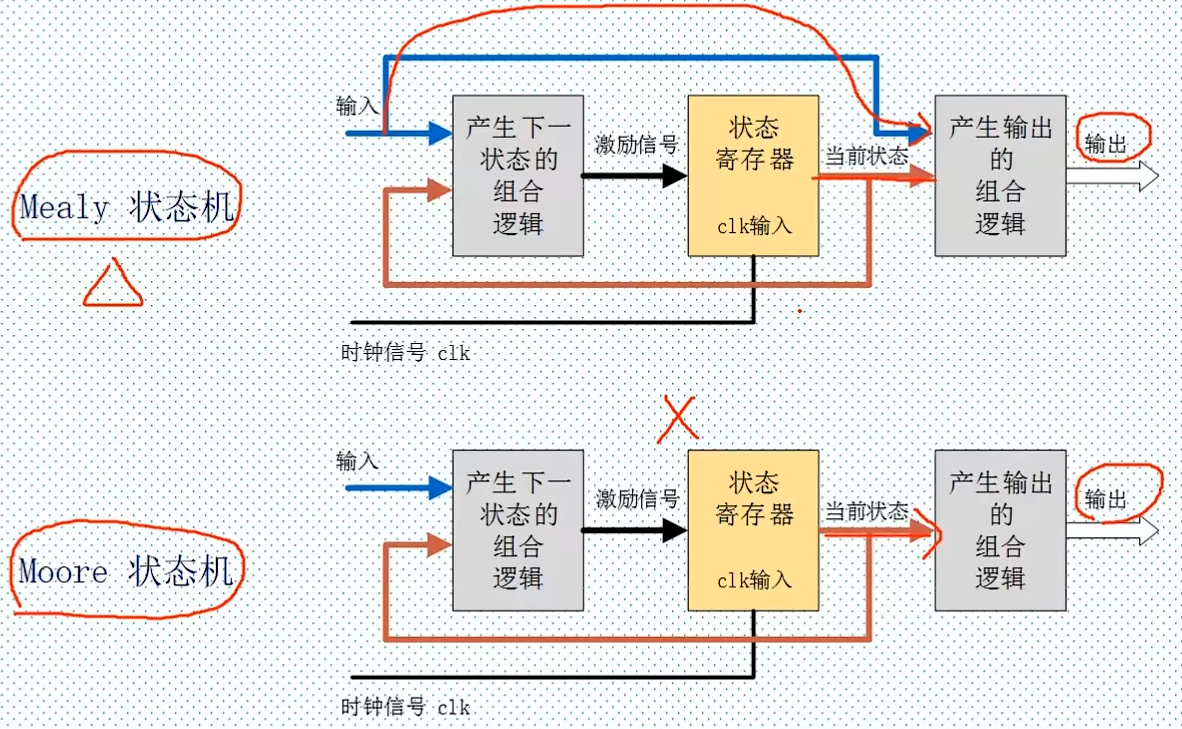 输入
产生下一
状态的
组合
逻辑
激励信号
状态
寄存器
clk输入
当前状态
产生输出
的
组合
逻辑
输出
Mealy 状态机
时钟信号 clk
输入
产生下一
状态的
组合
逻辑
激励信号
状态
寄存器
clk输入
当前状态
产生输出
的
组合
逻辑
输出
Moore 状态机
时钟信号 clk